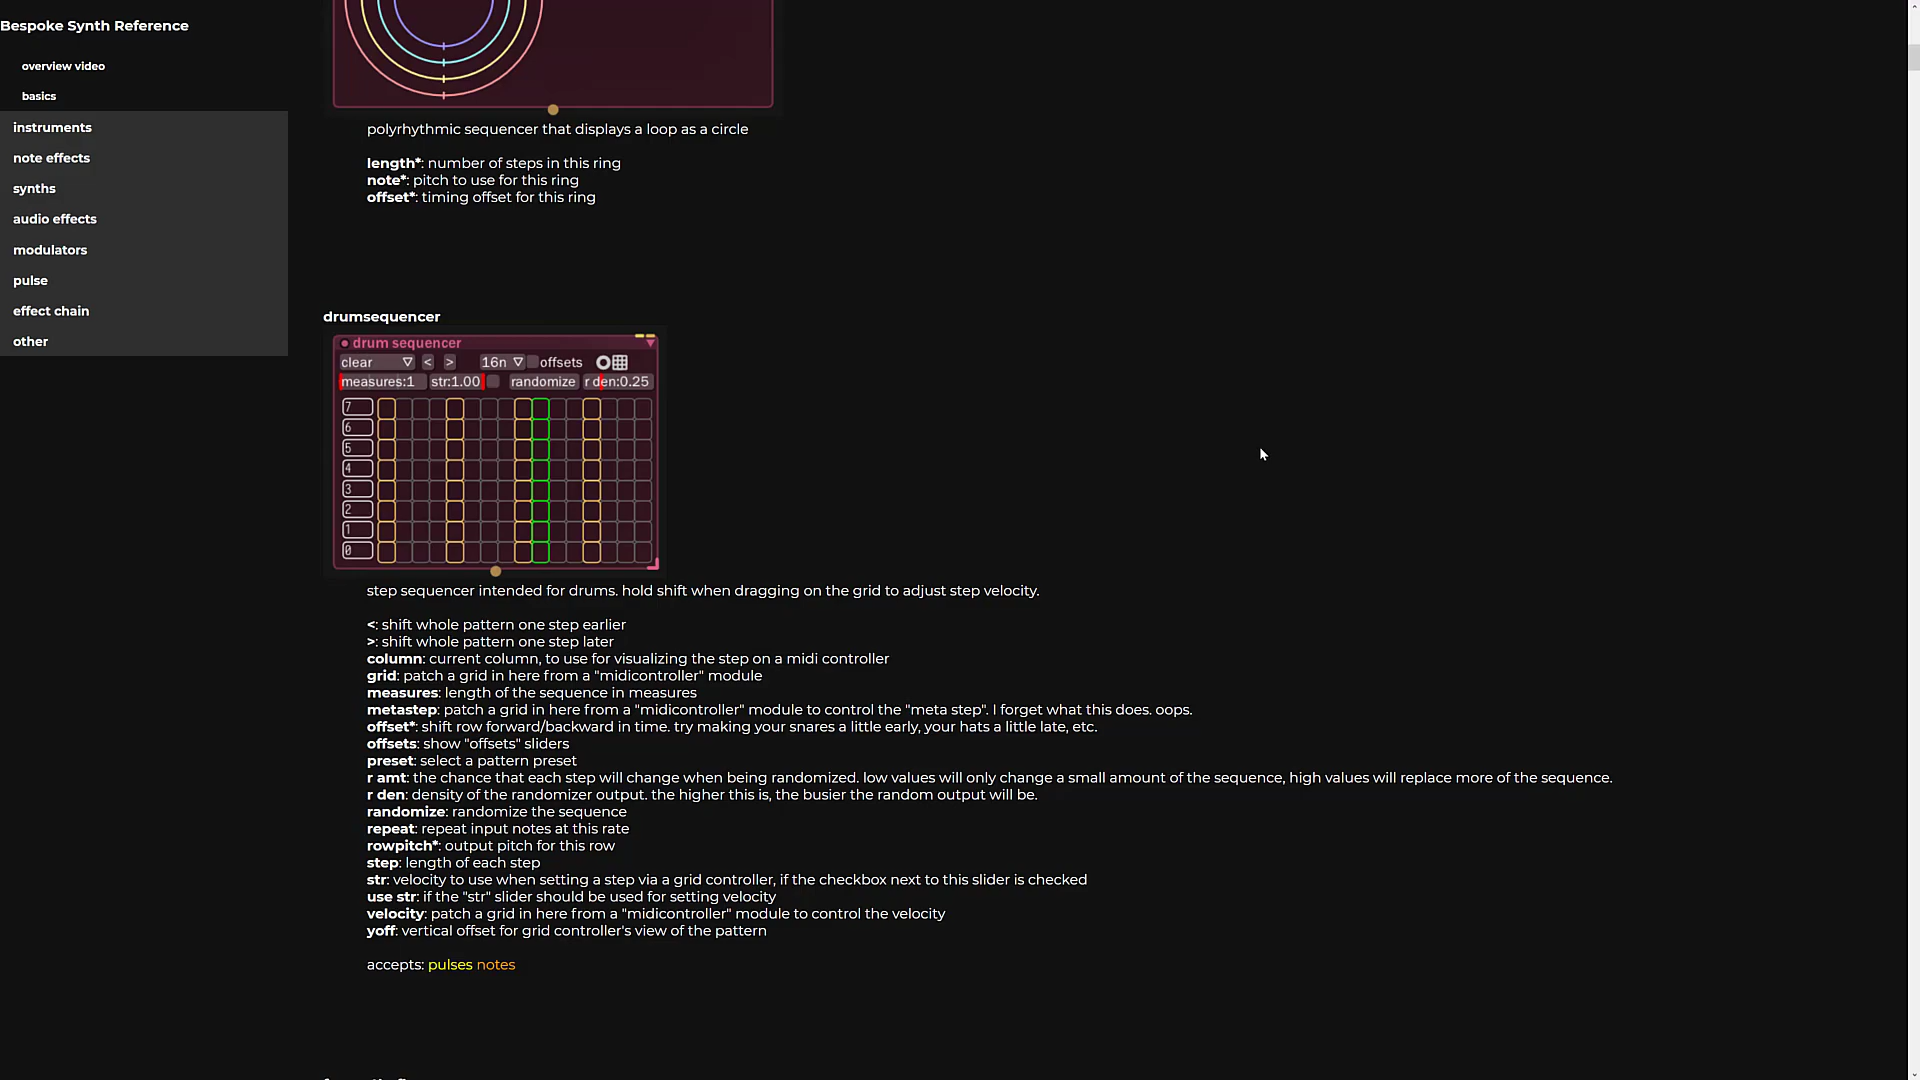 Bespoke Synth Reference
overview video
basics
instruments
note effects
synths
audio effects
modulators
pulse
effect chain
other
polyrhythmic sequencer that displays a loop as a circle
length*: number of steps in this ring
note*: pitch to use for this ring
offset*: timing offset for this ring
drumsequencer
drum sequencer
clear < > 16n offsets
measures:1 str:1.00 randomize r den:0.25
7
6
5
4
3
2
1
0
step sequencer intended for drums. hold shift when dragging on the grid to adjust step velocity.
<: shift whole pattern one step earlier
>: shift whole pattern one step later
column: current column, to use for visualizing the step on a midi controller
grid: patch a grid in here from a "midicontroller" module
measures: length of the sequence in measures
metastep: patch a grid in here from a "midicontroller" module to control the "meta step". I forget what this does. oops.
offset*: shift row forward/backward in time. try making your snares a little early, your hats a little late, etc.
offsets: show "offsets" sliders
preset: select a pattern preset
r amt: the chance that each step will change when being randomized. low values will only change a small amount of the sequence, high values will replace more of the sequence.
r den: density of the randomizer output. the higher this is, the busier the random output will be.
randomize: randomize the sequence
repeat: repeat input notes at this rate
rowpitch*: output pitch for this row
step: length of each step
str: velocity to use when setting a step via a grid controller, if the checkbox next to this slider is checked
use str: if the "str" slider should be used for setting velocity
velocity: patch a grid in here from a "midicontroller" module to control the velocity
yoff: vertical offset for grid controller's view of the pattern
accepts: pulses notes